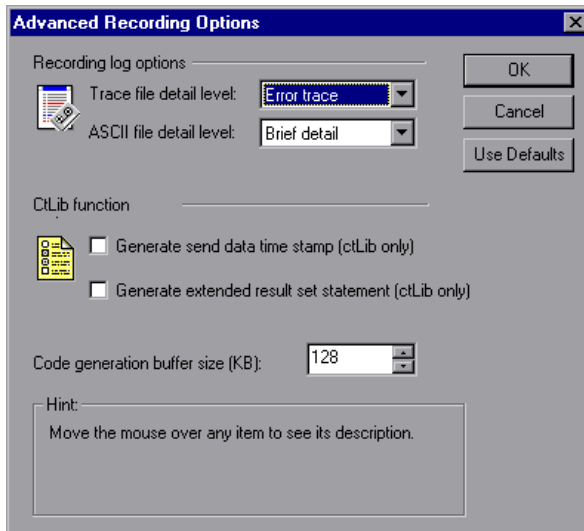 Advanced Recording Options
Recording log options
Trace file detail level: Error trace
ASCII file detail level: Brief detail
OK
Cancel
Use Defaults
CtLib function
Generate send data time stamp (ctLib only)
Generate extended result set statement (ctLib only)
Code generation buffer size (KB): 128
Hint:
Move the mouse over any item to see its description.